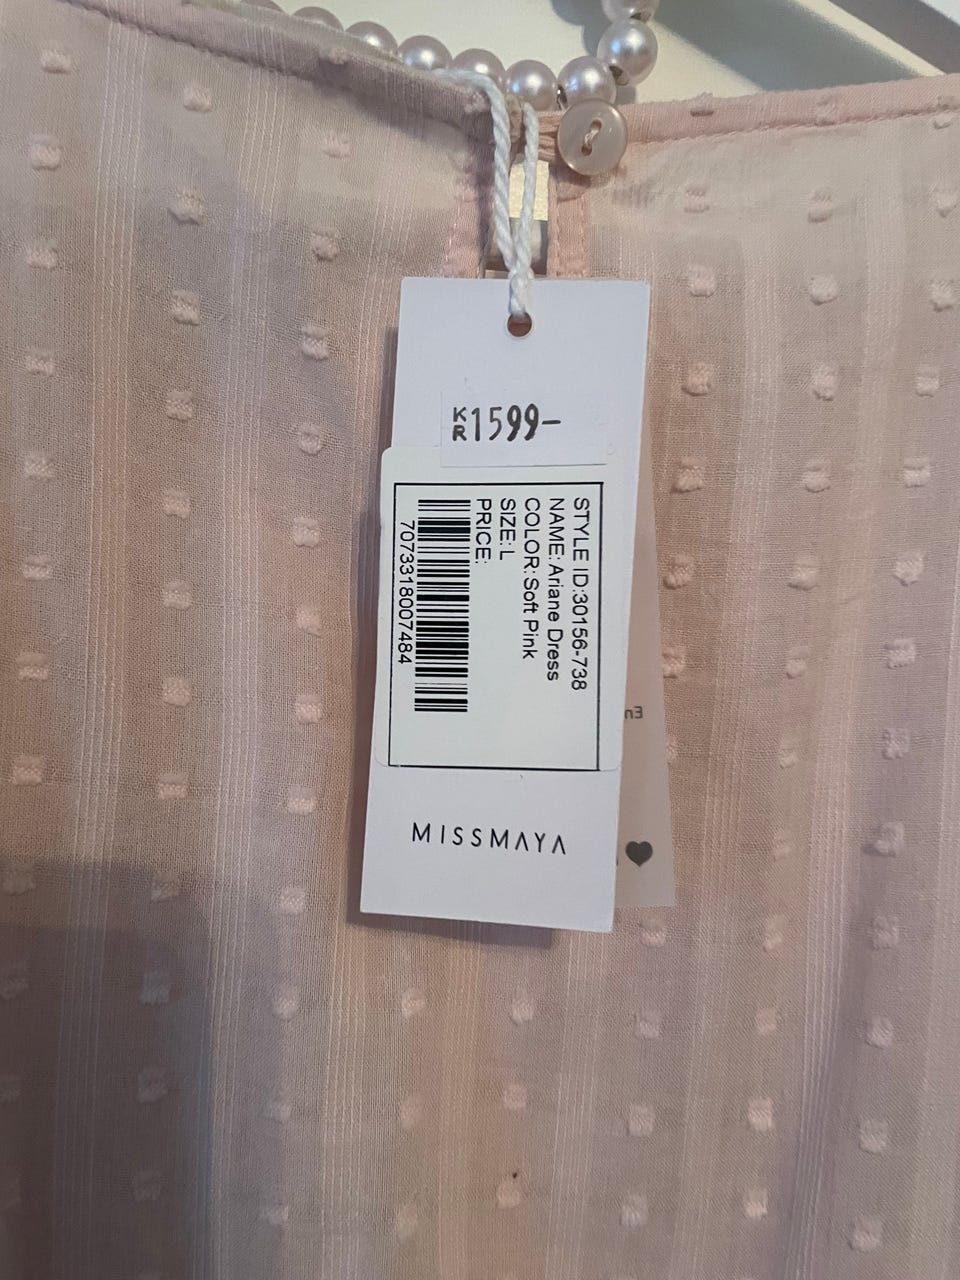 KR1599-
STYLE ID:30156-738
NAME: Ariane Dress
COLOR: Soft Pink
SIZE: L
PRICE:
7073318007484
MISSMAYA